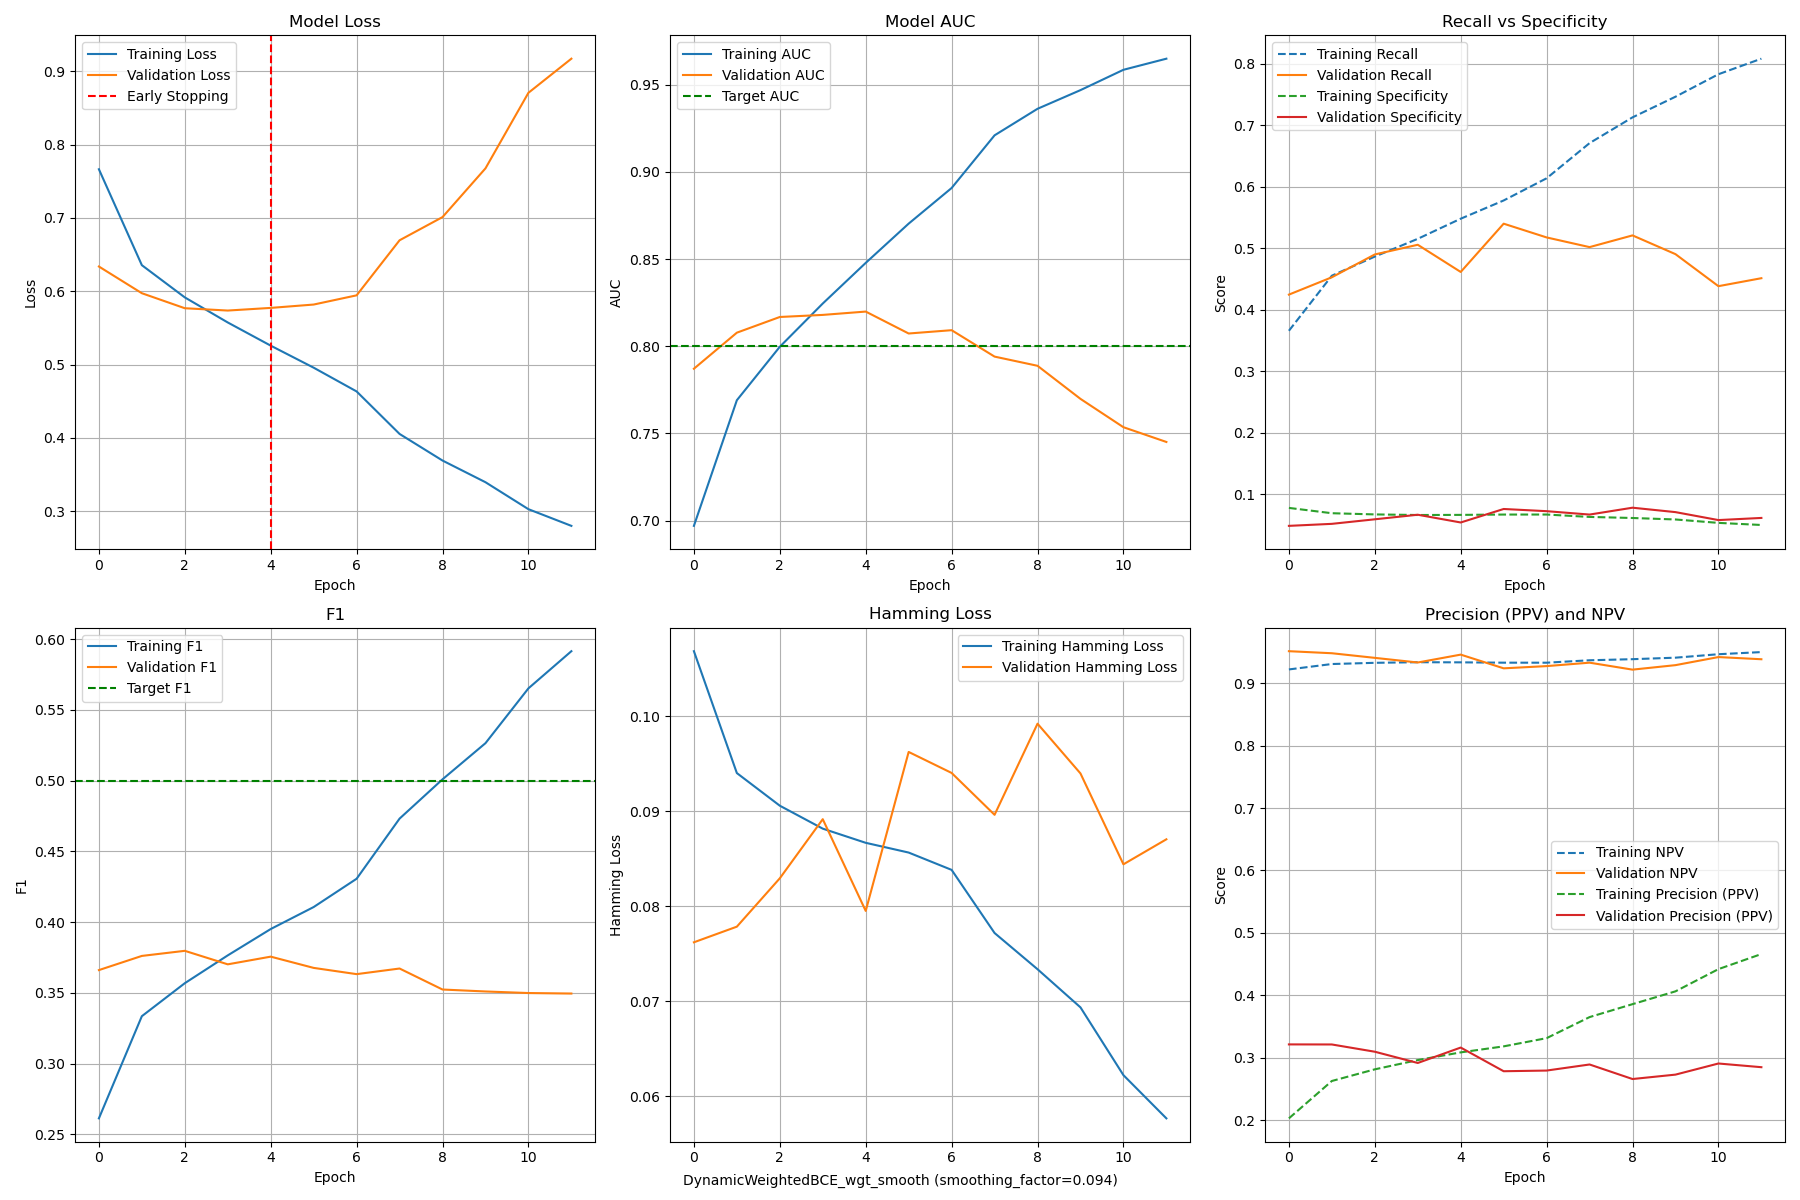 Model Loss
Training Loss
Validation Loss
Early Stopping
0.9
0.8
0.7
0.6
0.5
0.4
0.3
Loss
0 2 4 6 8 10
Epoch
Model AUC
Training AUC
Validation AUC
Target AUC
0.95
0.90
0.85
0.80
0.75
0.70
AUC
0 2 4 6 8 10
Epoch
Recall vs Specificity
Training Recall
Validation Recall
Training Specificity
Validation Specificity
0.8
0.7
0.6
0.5
0.4
0.3
0.2
0.1
Score
0 2 4 6 8 10
Epoch
F1
Training F1
Validation F1
Target F1
0.60
0.55
0.50
0.45
0.40
0.35
0.30
0.25
F1
0 2 4 6 8 10
Epoch
Hamming Loss
Training Hamming Loss
Validation Hamming Loss
0.10
0.09
0.08
0.07
0.06
Hamming Loss
0 2 4 6 8 10
DynamicWeightedBCE_wgt_smooth (smoothing_factor=0.094)
Precision (PPV) and NPV
0.9
0.8
0.7
0.6
0.5
0.4
0.3
0.2
Score
Training NPV
Validation NPV
Training Precision (PPV)
Validation Precision (PPV)
0 2 4 6 8 10
Epoch